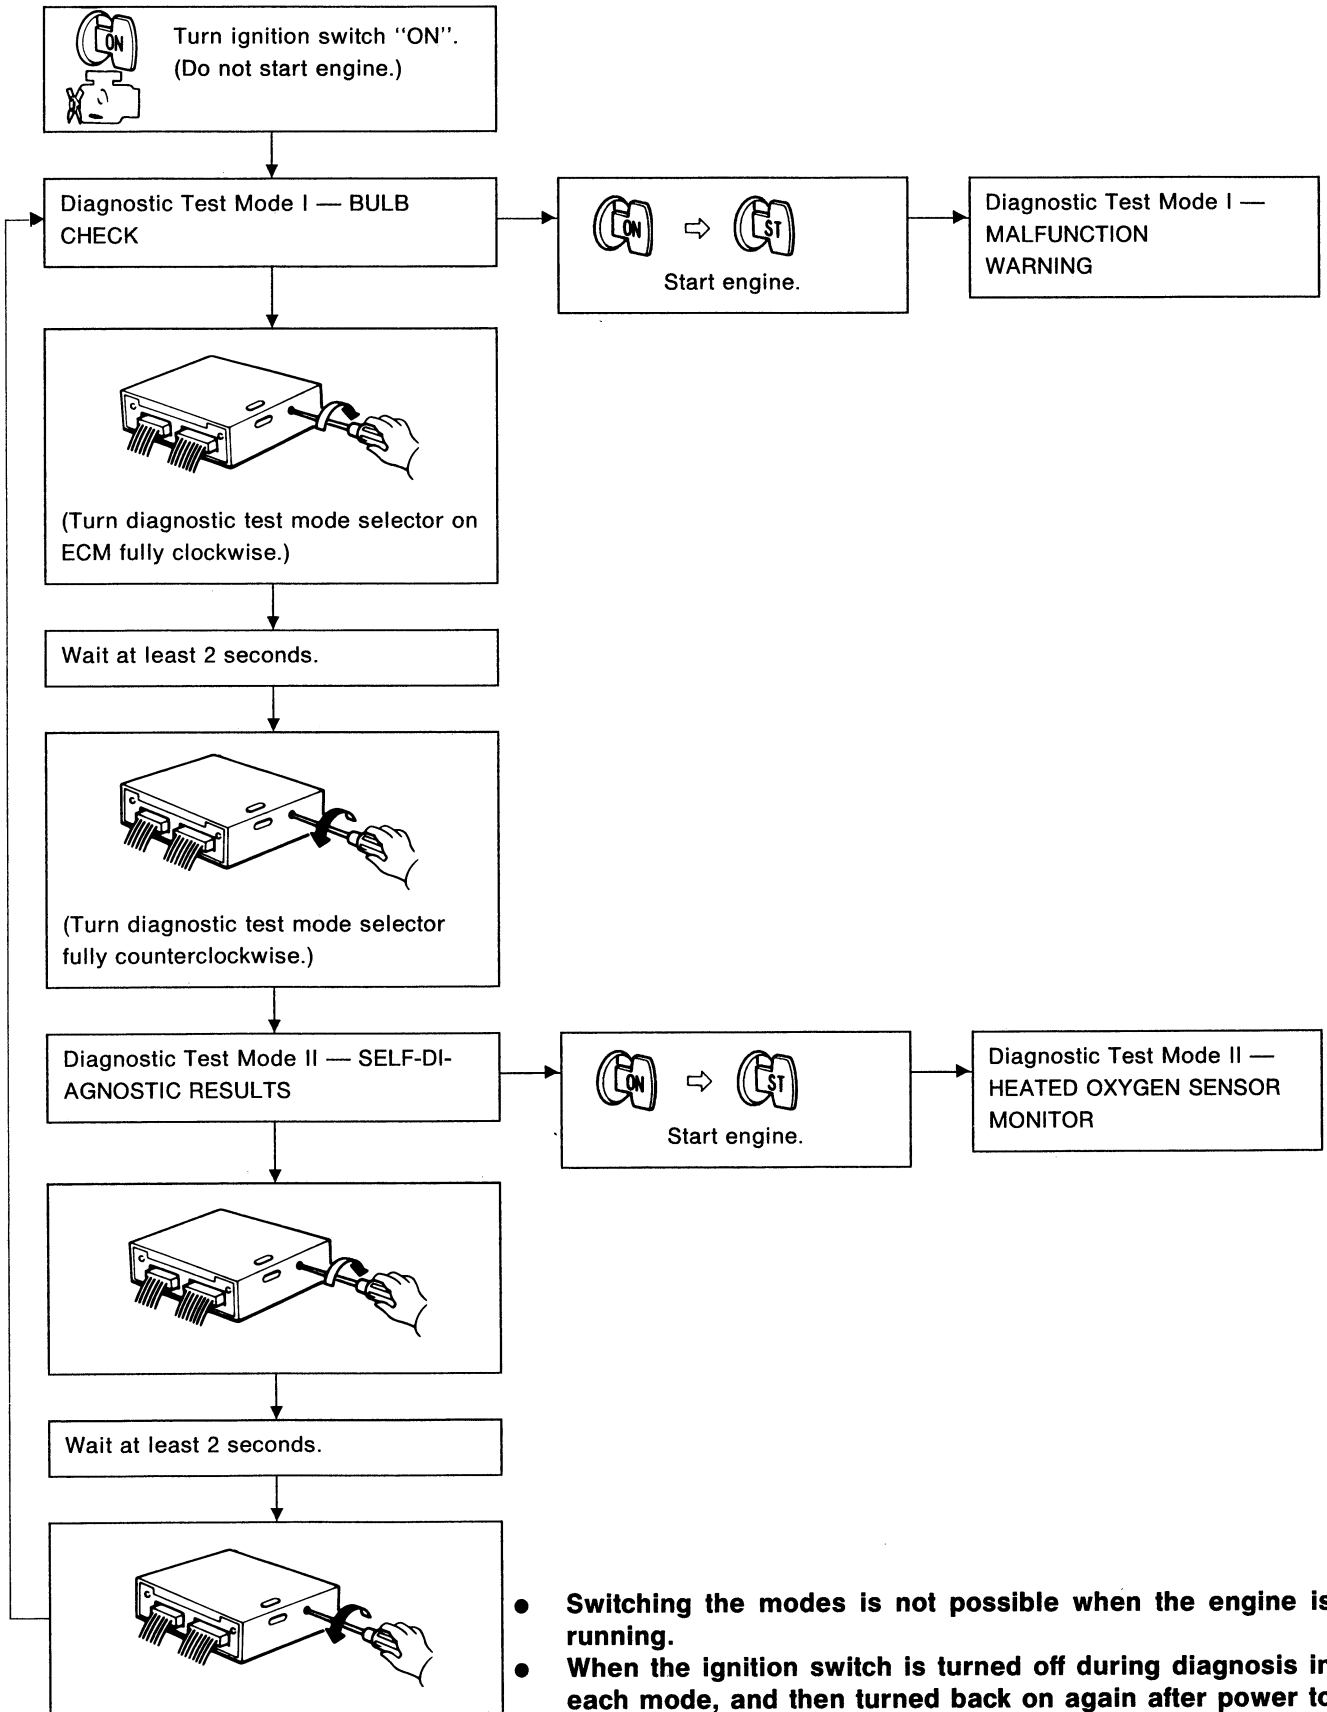 ON
Turn ignition switch "ON".
(Do not start engine.)
Diagnostic Test Mode I — BULB
CHECK
ON
ST
Start engine.
Diagnostic Test Mode I —
MALFUNCTION
WARNING
(Turn diagnostic test mode selector on
ECM fully clockwise.)
Wait at least 2 seconds.
(Turn diagnostic test mode selector
fully counterclockwise.)
Diagnostic Test Mode II — SELF-DI-
AGNOSTIC RESULTS
ON
ST
Start engine.
Diagnostic Test Mode II —
HEATED OXYGEN SENSOR
MONITOR
Wait at least 2 seconds.
● Switching the modes is not possible when the engine is
running.
● When the ignition switch is turned off during diagnosis in
each mode, and then turned back on again after power to